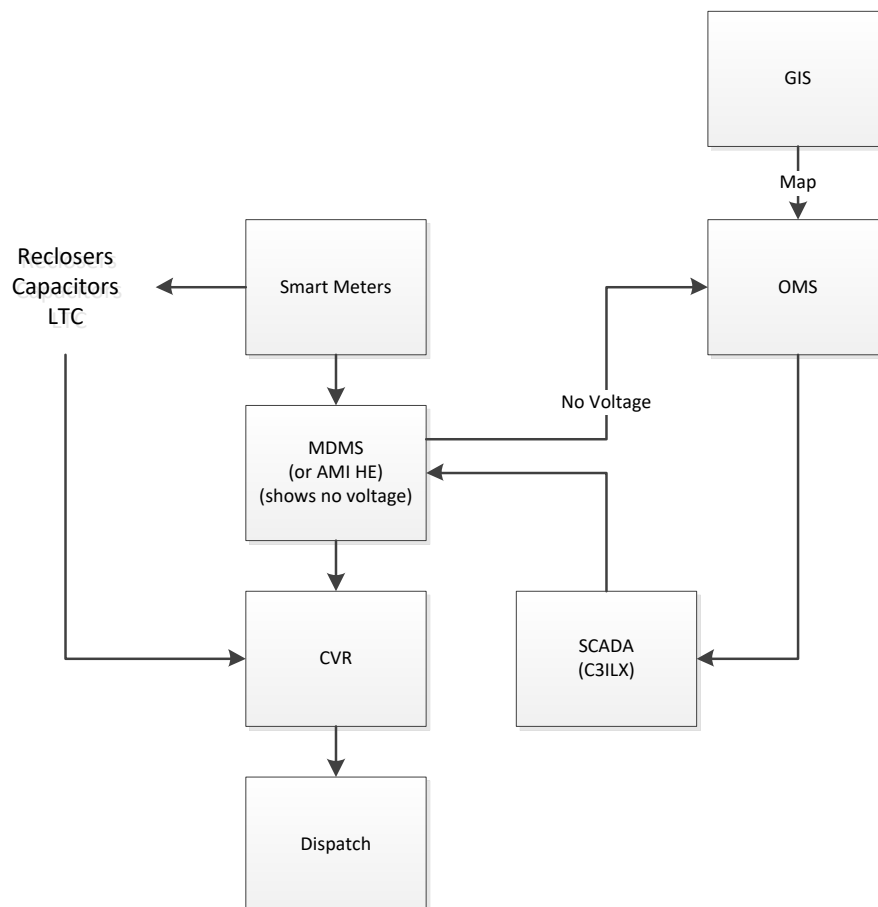 GIS
Map
Reclosers
Capacitors
LTC
Smart Meters
OMS
No Voltage
MDMS
(or AMI HE)
(shows no voltage)
CVR
SCADA
(C3ILX)
Dispatch